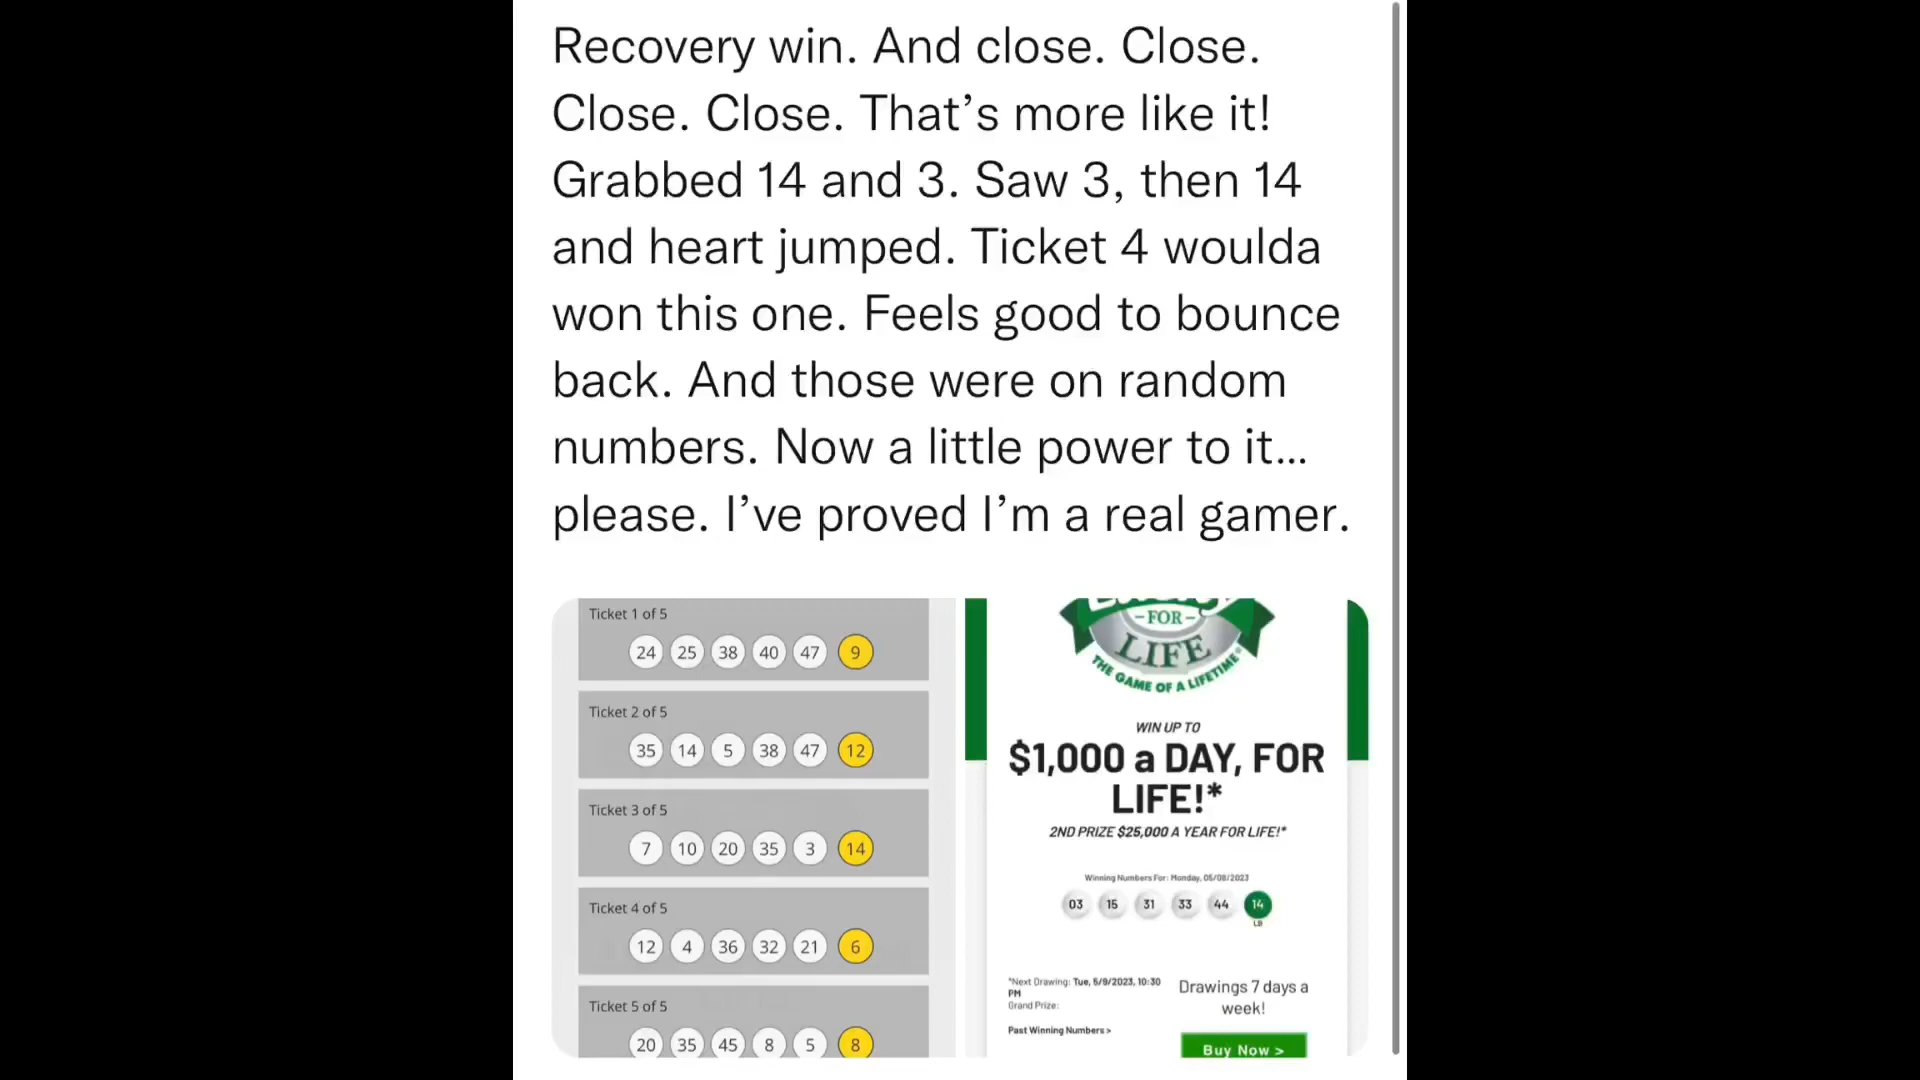 Recovery win. And close. Close.
Close. Close. That’s more like it!
Grabbed 14 and 3. Saw 3, then 14
and heart jumped. Ticket 4 woulda
won this one. Feels good to bounce
back. And those were on random
numbers. Now a little power to it...
please. I’ve proved I’m a real gamer.
Ticket 1 of 5
24 25 38 40 47 9
Ticket 2 of 5
35 14 5 38 47 12
Ticket 3 of 5
7 10 20 35 3 14
Ticket 4 of 5
12 4 36 32 21 6
Ticket 5 of 5
20 35 45 8 5 8
-FOR-
LIFE
THE GAME OF A LIFETIME
WIN UP TO
$1,000 a DAY, FOR
LIFE!*
2ND PRIZE $25,000 A YEAR FOR LIFE!*
Winning Numbers For: Monday, 05/08/2023
03 15 31 33 44 14
LB
*Next Drawing: Tue, 5/9/2023, 10:30
PM
Grand Prize:
Past Winning Numbers >
Drawings 7 days a
week!
Buy Now >